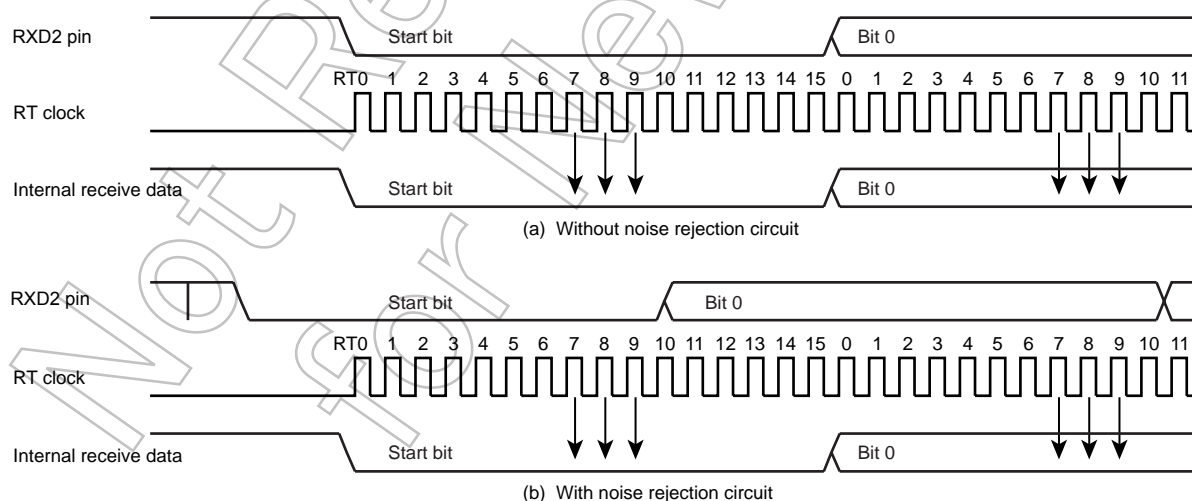 RXD2 pin
Start bit
Bit 0
RT0 1 2 3 4 5 6 7 8 9 10 11 12 13 14 15 0 1 2 3 4 5 6 7 8 9 10 11
RT clock
Internal receive data
Start bit
Bit 0
(a) Without noise rejection circuit
RXD2 pin
Start bit
Bit 0
RT0 1 2 3 4 5 6 7 8 9 10 11 12 13 14 15 0 1 2 3 4 5 6 7 8 9 10 11
RT clock
Internal receive data
Start bit
Bit 0
(b) With noise rejection circuit
Not Re
for Ne